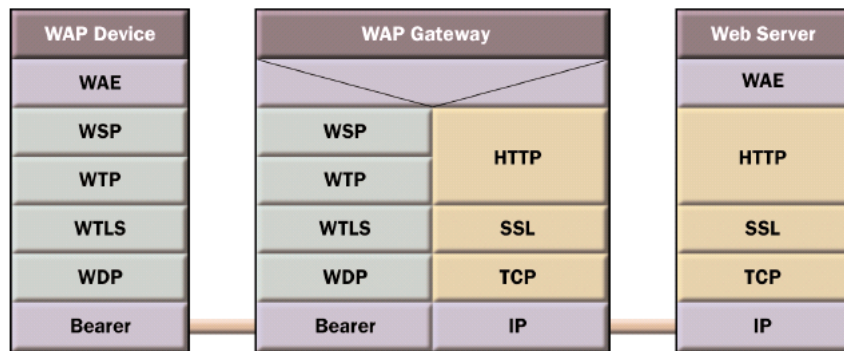 WAP Device
WAE
WSP
WTP
WTLS
WDP
Bearer
WAP Gateway
WSP
WTP
WTLS
WDP
Bearer
HTTP
SSL
TCP
IP
Web Server
WAE
HTTP
SSL
TCP
IP